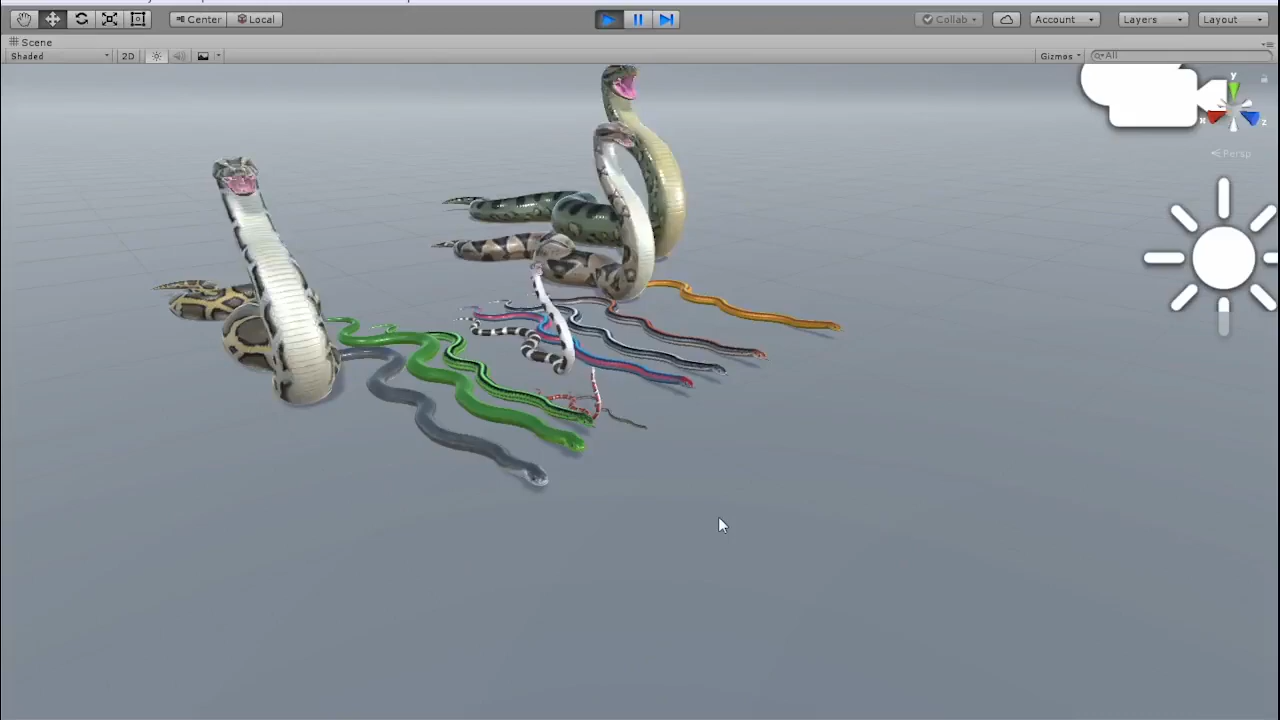 Center Local Collab Account Layers Layout
Scene
Shaded 2D Gizmos All
y
x z
Persp